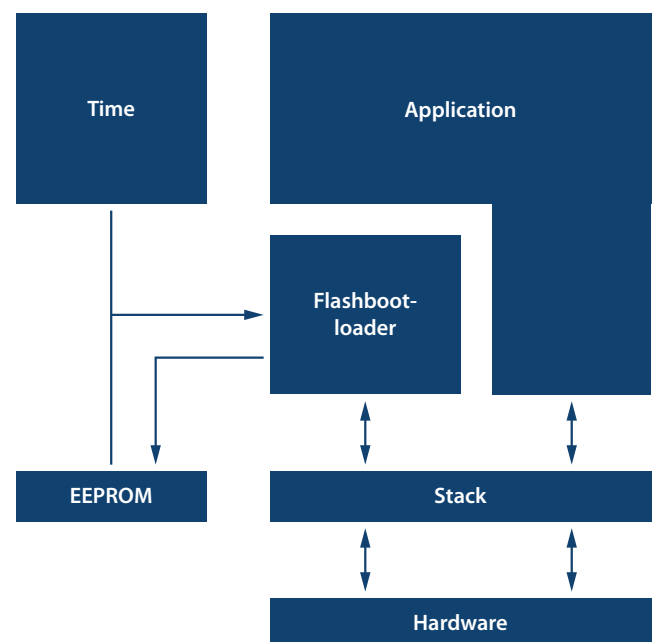 Time
Application
Flashboot-
loader
EEPROM
Stack
Hardware